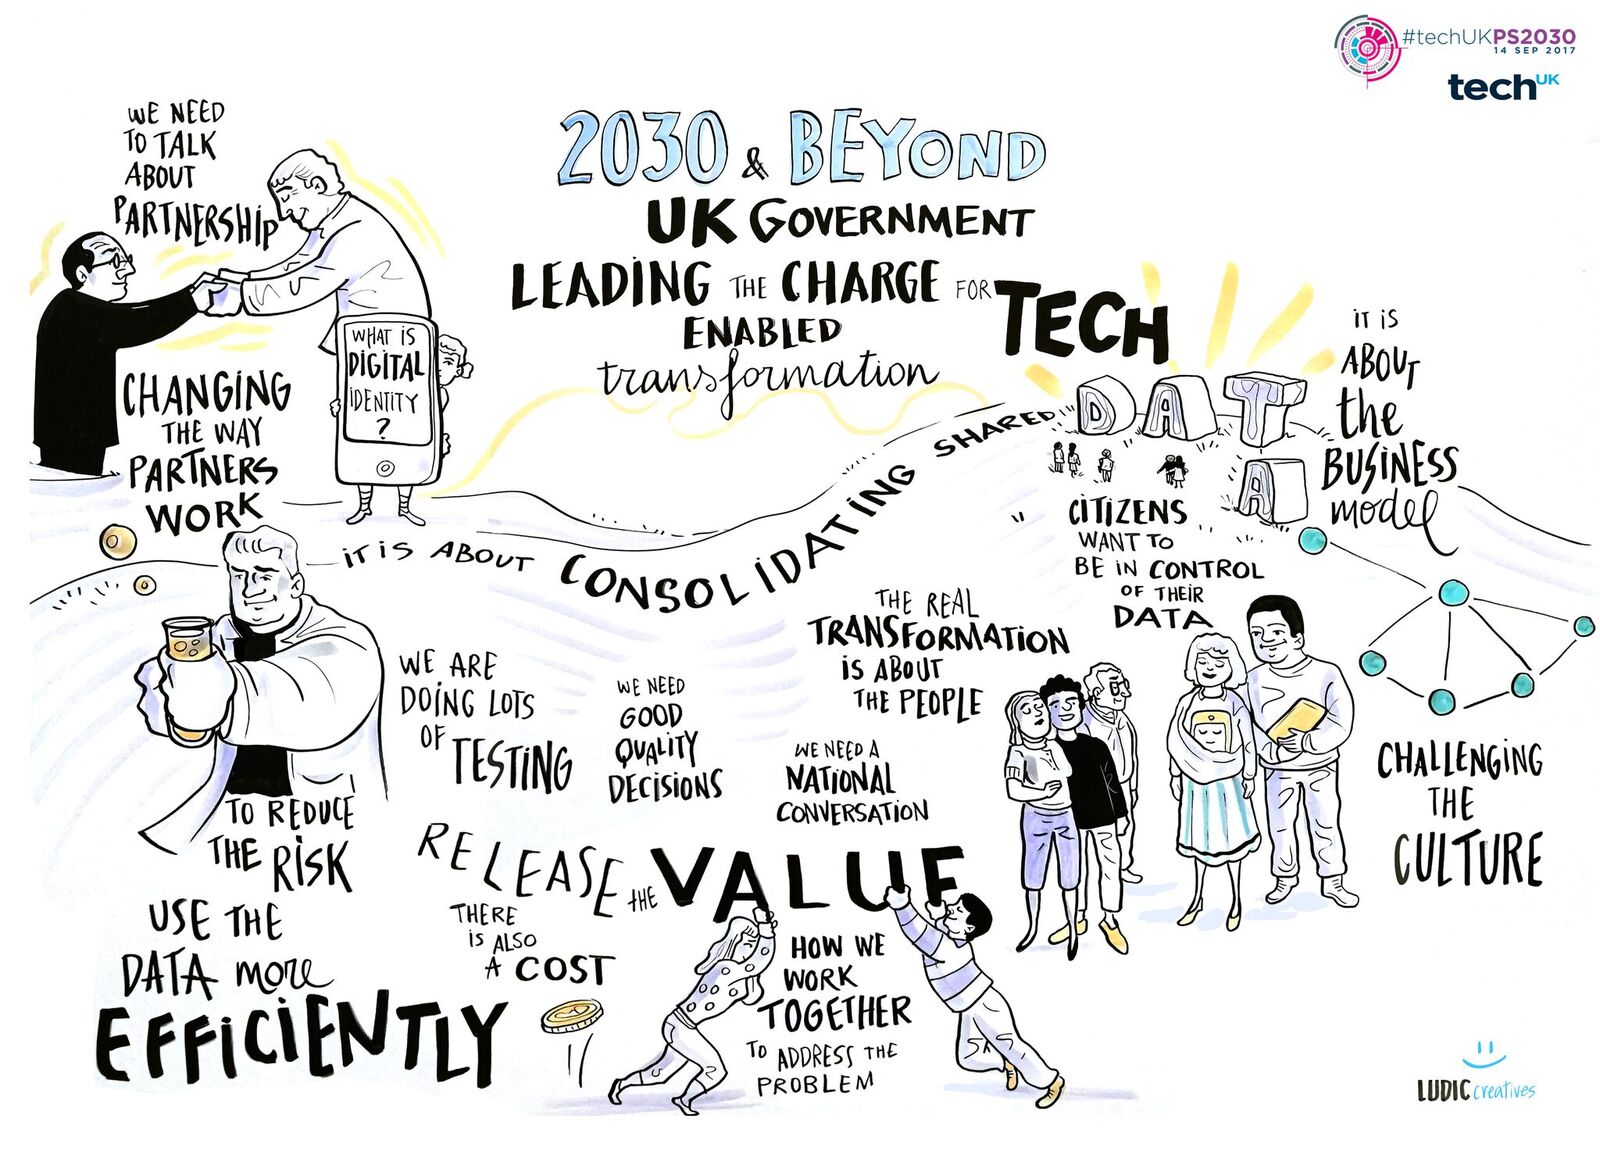 #techUKPS2030
14 SEP 2017
techUK
2030 & BEYOND
UK GOVERNMENT
LEADING THE CHARGE FOR TECH
ENABLED
transformation
WE NEED
TO TALK
ABOUT
PARTNERSHIP
WHAT IS
DIGITAL
IDENTITY
?
CHANGING
THE WAY
PARTNERS
WORK
IT IS ABOUT CONSOLIDATING SHARED DATA
IT IS
ABOUT
the
BUSINESS
model
CITIZENS
WANT TO
BE IN CONTROL
OF THEIR
DATA
THE REAL
TRANSFORMATION
IS ABOUT
THE PEOPLE
WE ARE
DOING LOTS
OF TESTING
TO REDUCE
THE RISK
WE NEED
GOOD
QUALITY
DECISIONS
WE NEED A
NATIONAL
CONVERSATION
CHALLENGING
THE
CULTURE
RELEASE the VALUE
THERE
IS ALSO
A COST
USE THE
DATA more
EFFICIENTLY
HOW WE
WORK
TOGETHER
TO ADDRESS THE
PROBLEM
LUDIC creatives